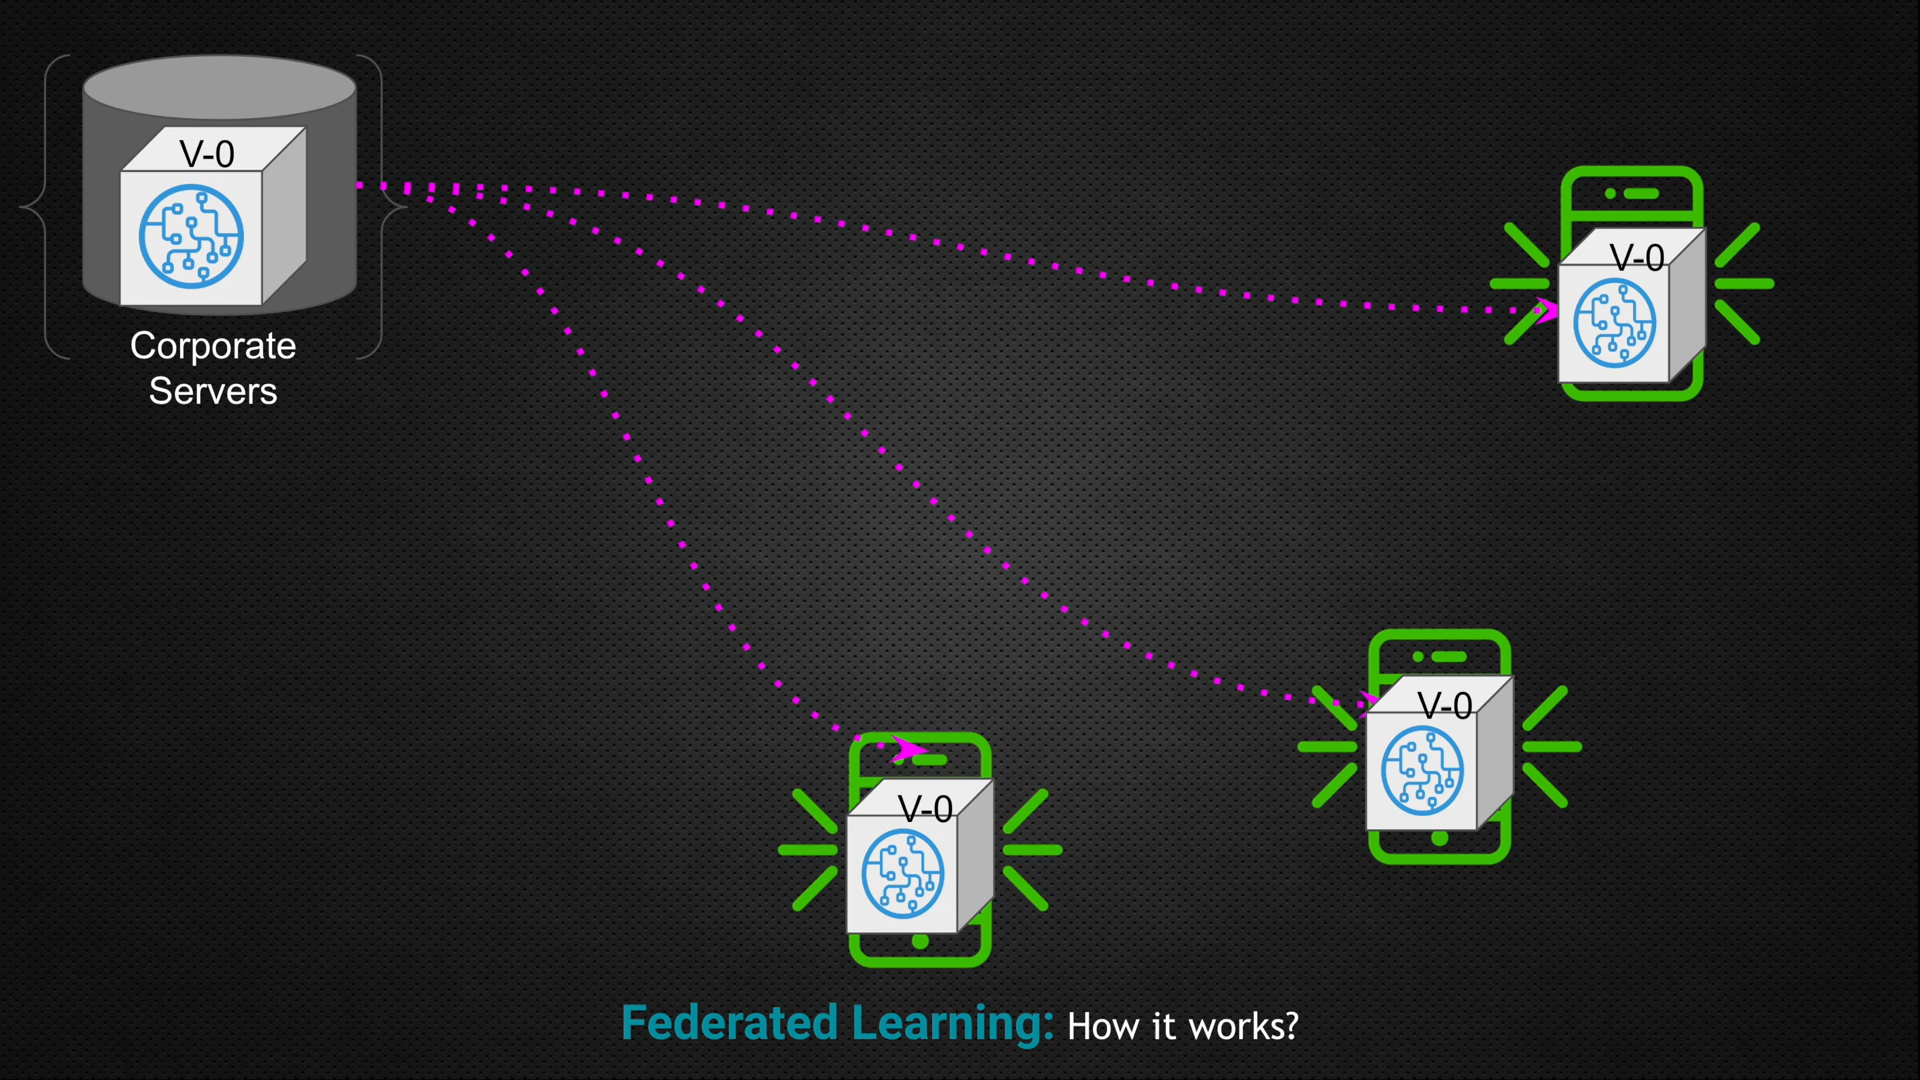 V-0
Corporate
Servers
V-0
V-0
V-0
Federated Learning: How it works?